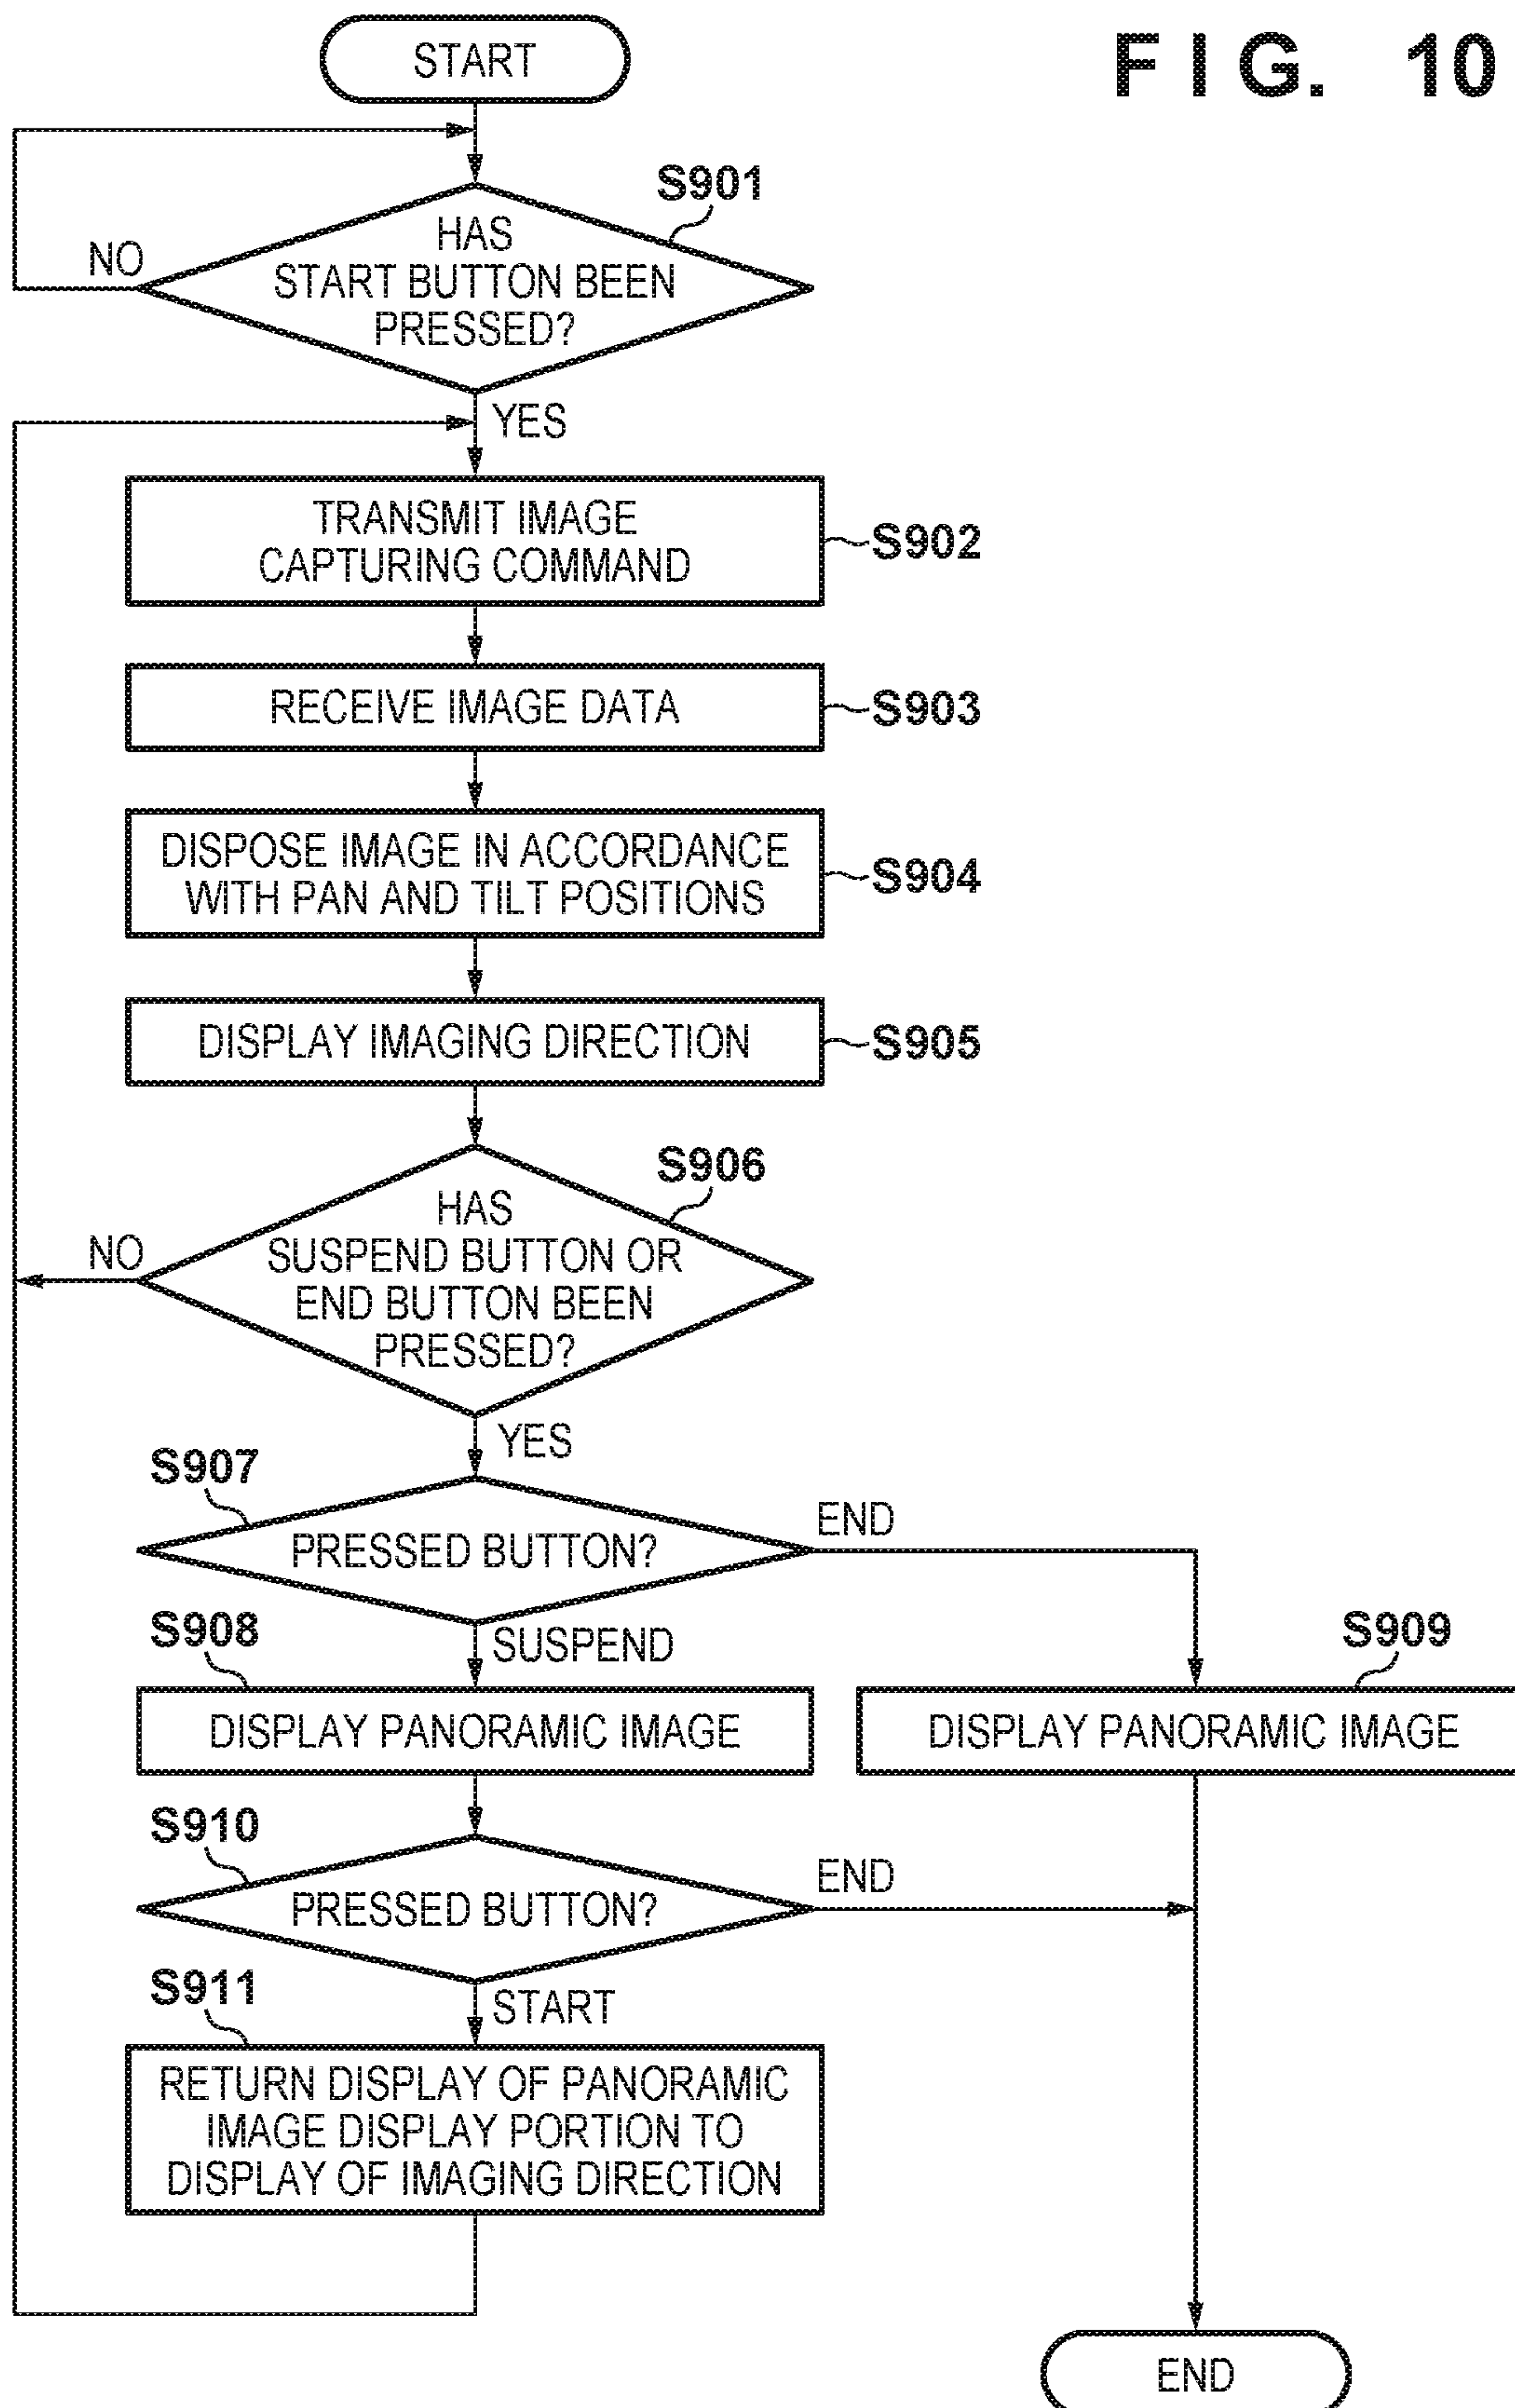 FIG. 10
START
S901
NO
HAS
START BUTTON BEEN
PRESSED?
YES
TRANSMIT IMAGE
CAPTURING COMMAND
S902
RECEIVE IMAGE DATA
S903
DISPOSE IMAGE IN ACCORDANCE
WITH PAN AND TILT POSITIONS
S904
DISPLAY IMAGING DIRECTION
S905
S906
NO
HAS
SUSPEND BUTTON OR
END BUTTON BEEN
PRESSED?
YES
S907
PRESSED BUTTON?
END
S908
SUSPEND
S909
DISPLAY PANORAMIC IMAGE
DISPLAY PANORAMIC IMAGE
S910
PRESSED BUTTON?
END
S911
START
RETURN DISPLAY OF PANORAMIC
IMAGE DISPLAY PORTION TO
DISPLAY OF IMAGING DIRECTION
END